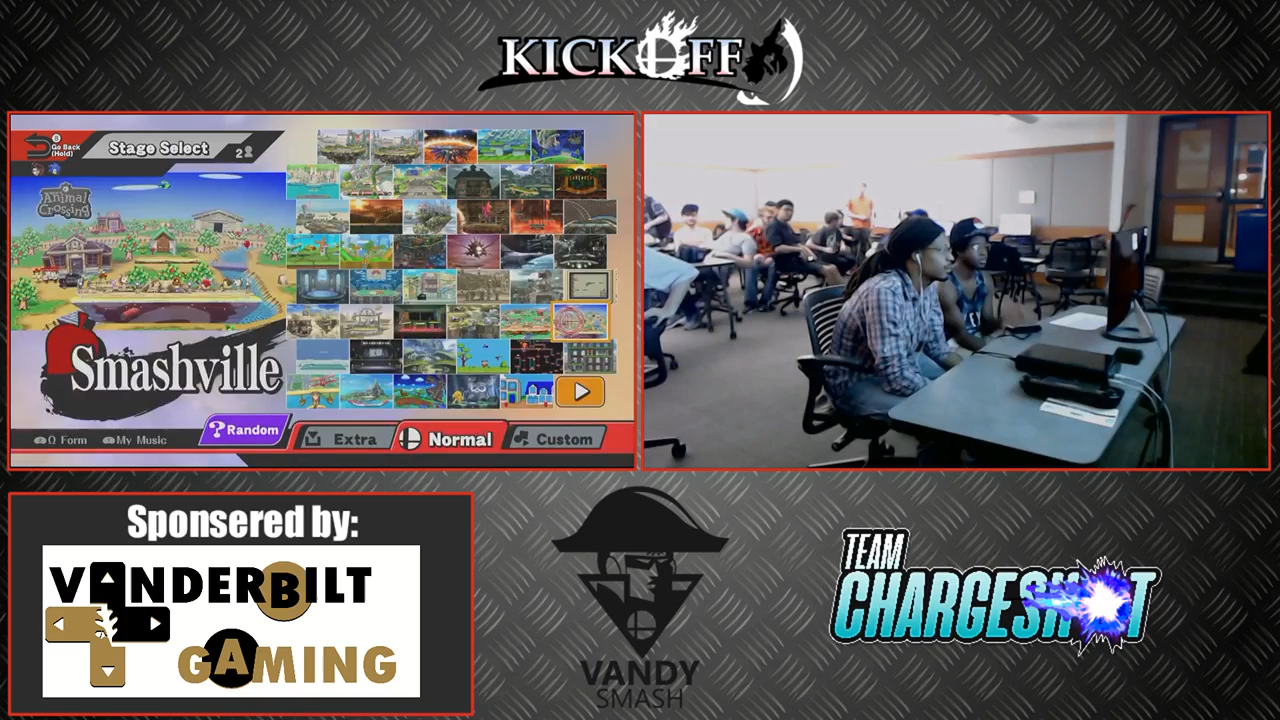 KICKOFF
Go Back
(Hold)
Stage Select
2
Animal
Crossing
Smashville
Ω Form
My Music
Random
Extra
Normal
Custom
Sponsered by:
VANDERBILT
GAMING
VANDY
SMASH
TEAM
CHARGESHOT